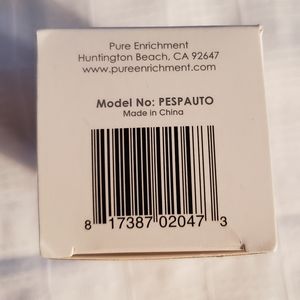 Pure Enrichment
Huntington Beach, CA 92647
www.pureenrichment.com
Model No: PESPAUTO
Made in China
8 17387 02047 3